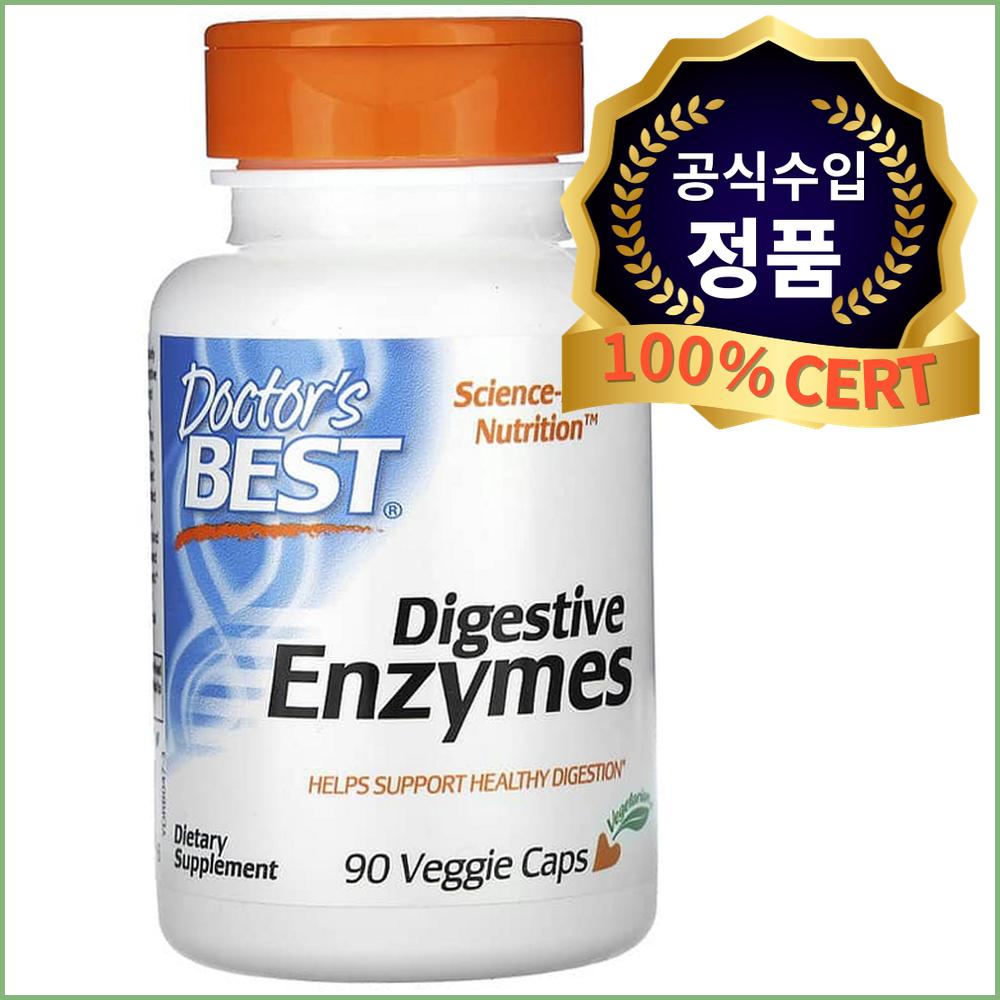 공식수입
정품
100% CERT
Doctor's
BEST®
Science-
Nutrition™
Digestive
Enzymes
HELPS SUPPORT HEALTHY DIGESTION*
Vegetarian
Dietary
Supplement
90 Veggie Caps